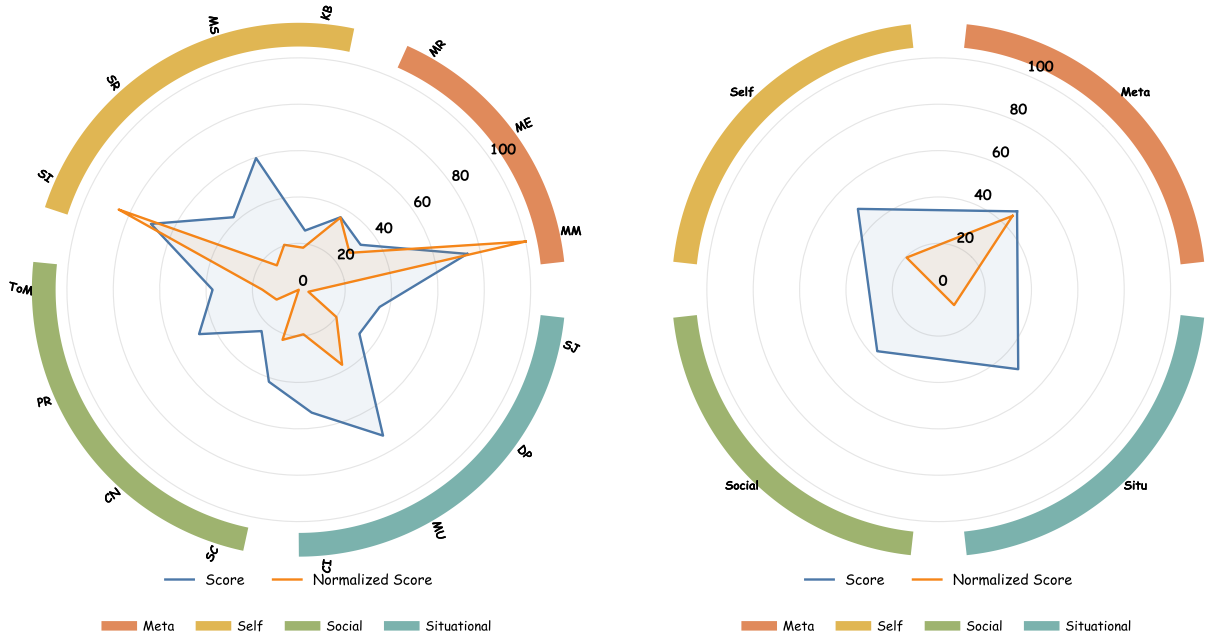 KB
MS
MR
SR
ME
SI
MM
ToM
SJ
PR
DP
CN
MU
SC
CI
100
80
60
40
20
0
Score
Normalized Score
Meta
Self
Social
Situational
Self
Meta
Social
Situ
100
80
60
40
20
0
Score
Normalized Score
Meta
Self
Social
Situational